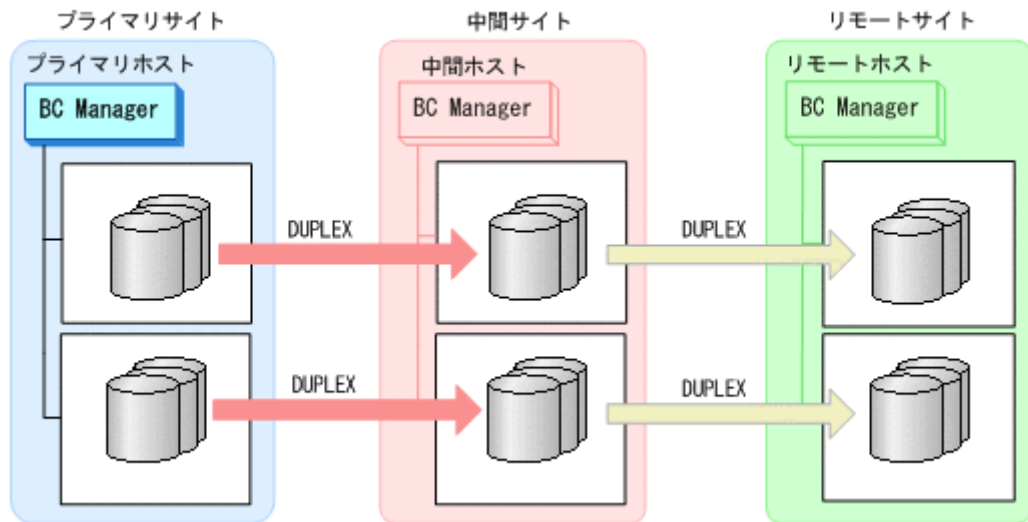 プライマリサイト
中間サイト
リモートサイト
プライマリホスト
中間ホスト
リモートホスト
BC Manager
BC Manager
BC Manager
DUPLEX
DUPLEX
DUPLEX
DUPLEX